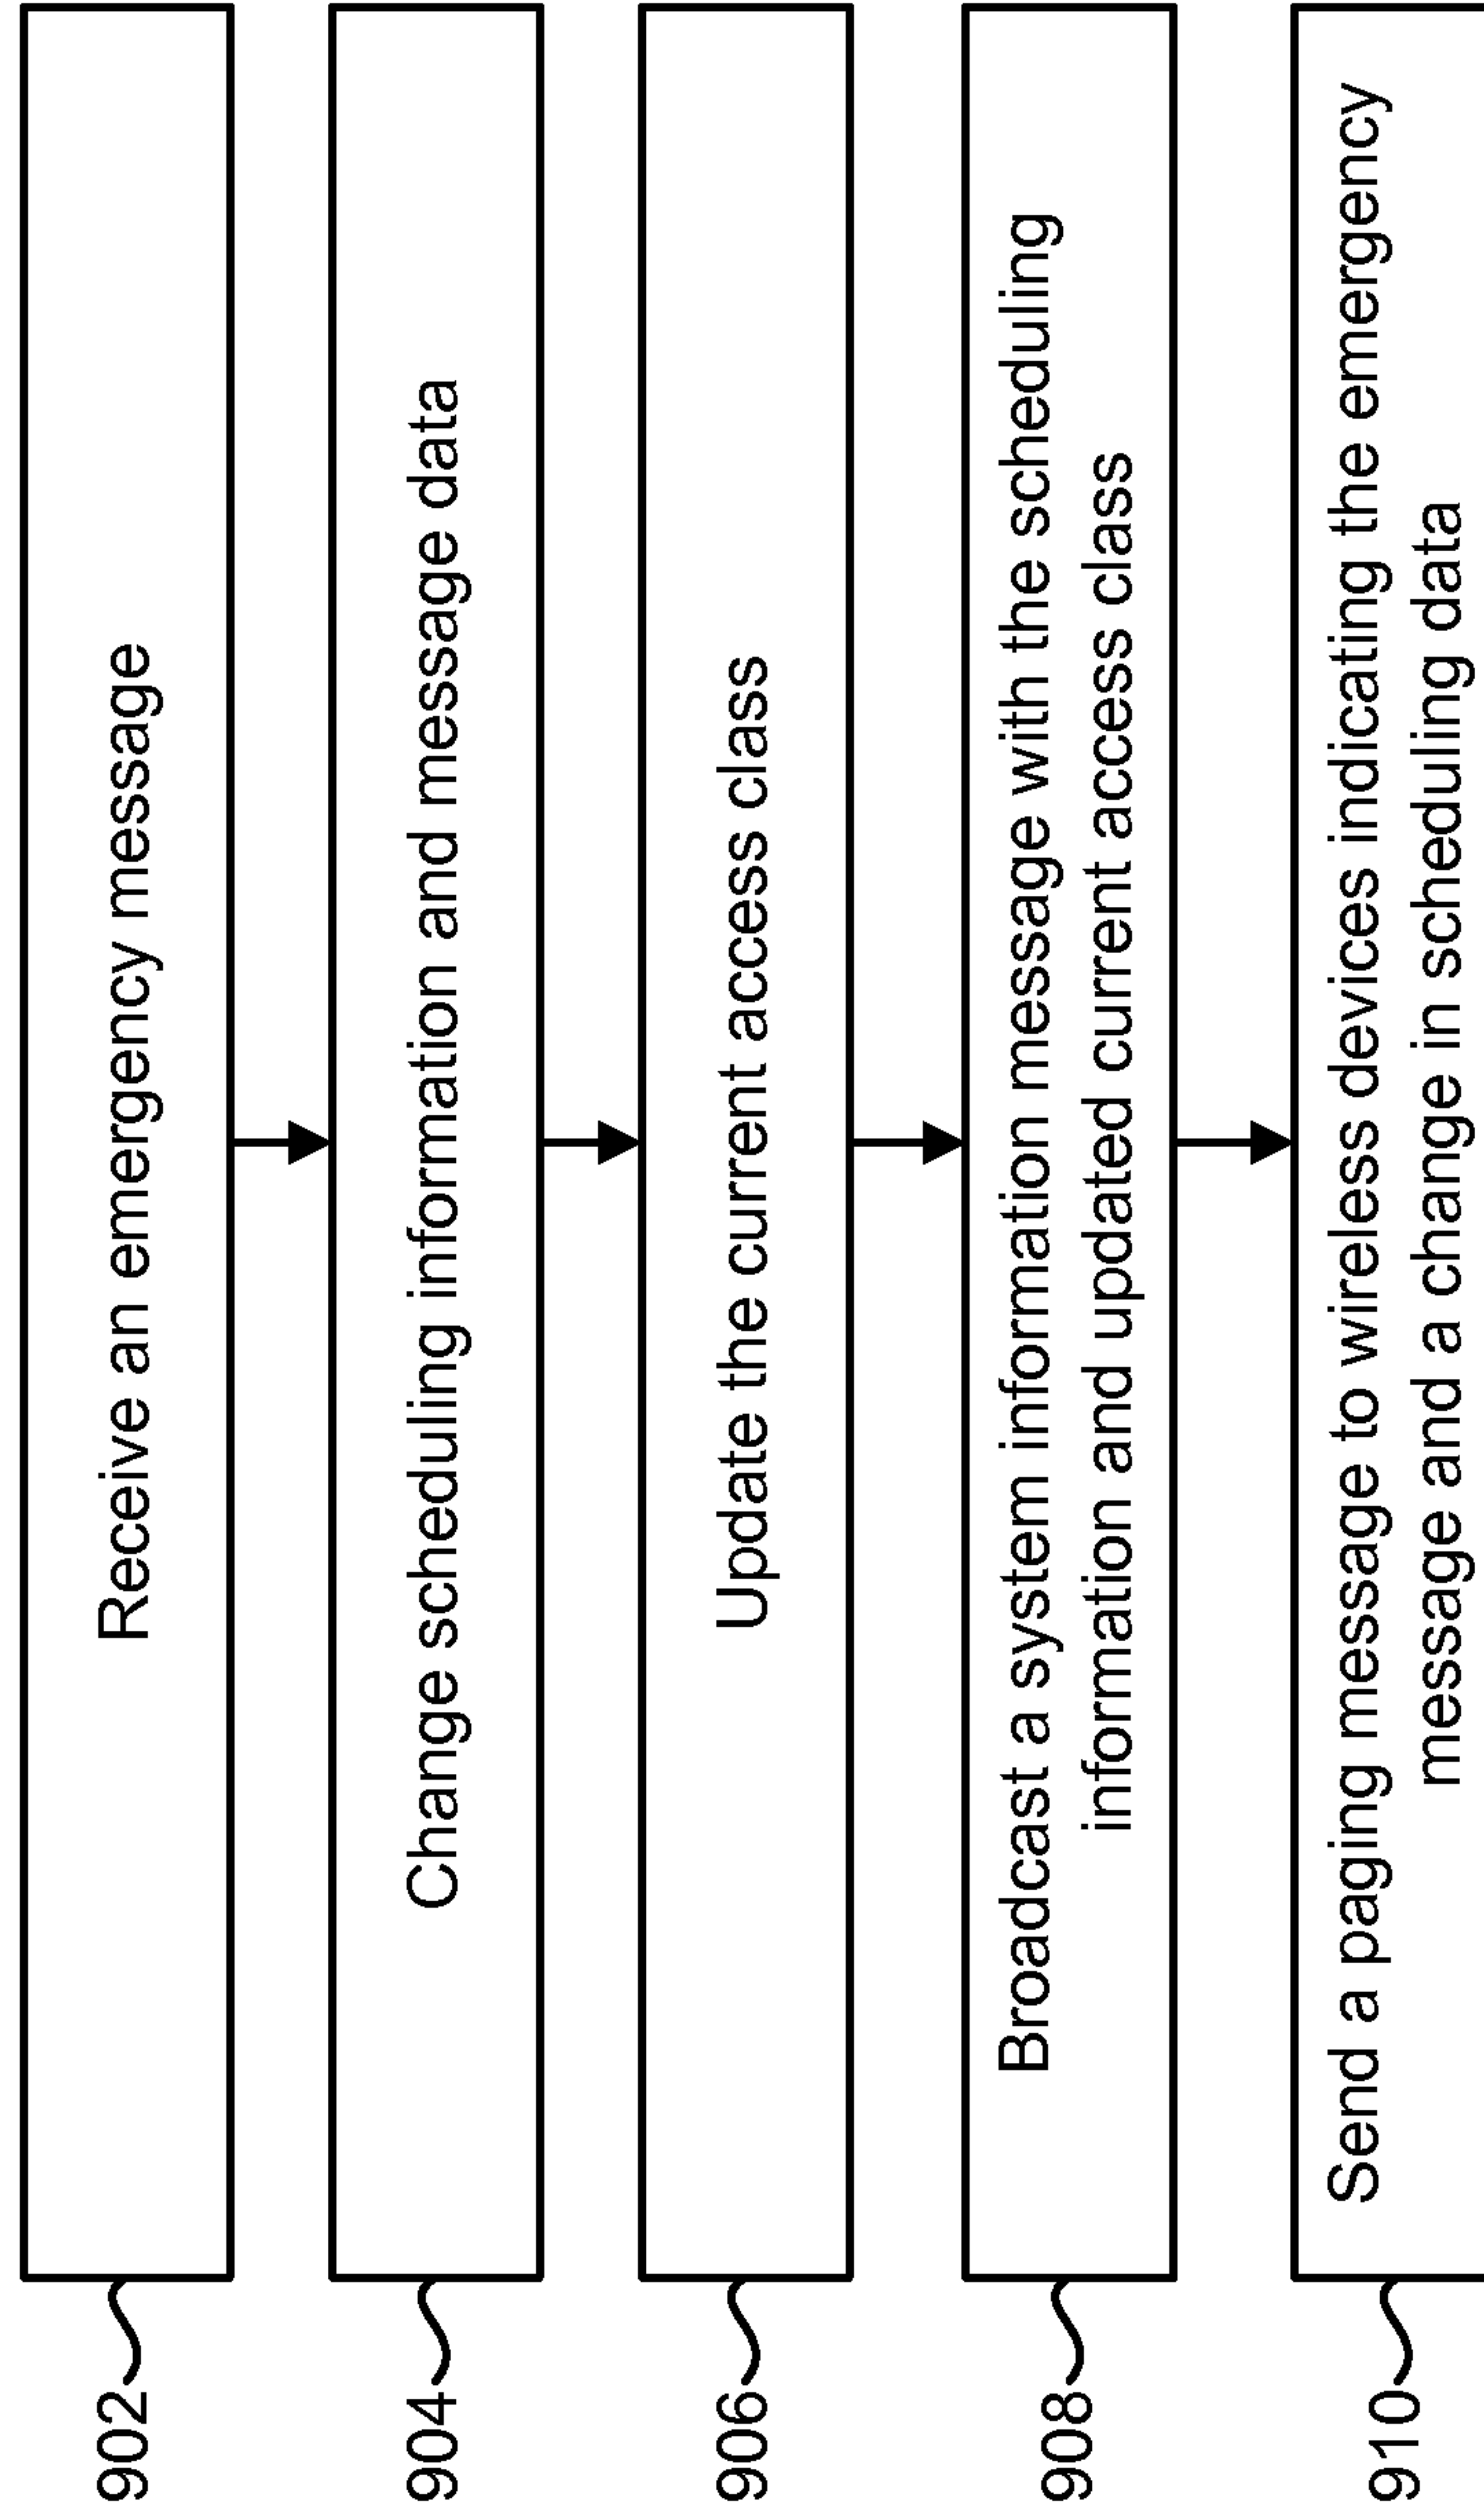 902
Receive an emergency message
904
Change scheduling information and message data
906
Update the current access class
908
Broadcast a system information message with the scheduling
information and updated current access class
910
Send a paging message to wireless devices indicating the emergency
message and a change in scheduling data